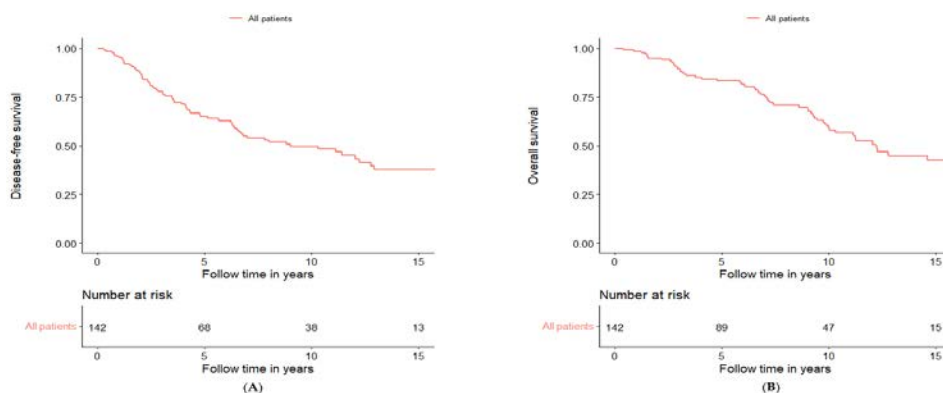 All patients
1.00
0.75
0.50
0.25
0.00
Disease-free survival
0 5 10 15
Follow time in years
Number at risk
All patients 142 68 38 13
0 5 10 15
Follow time in years
(A)
All patients
1.00
0.75
0.50
0.25
0.00
Overall survival
0 5 10 15
Follow time in years
Number at risk
All patients 142 89 47 15
0 5 10 15
Follow time in years
(B)